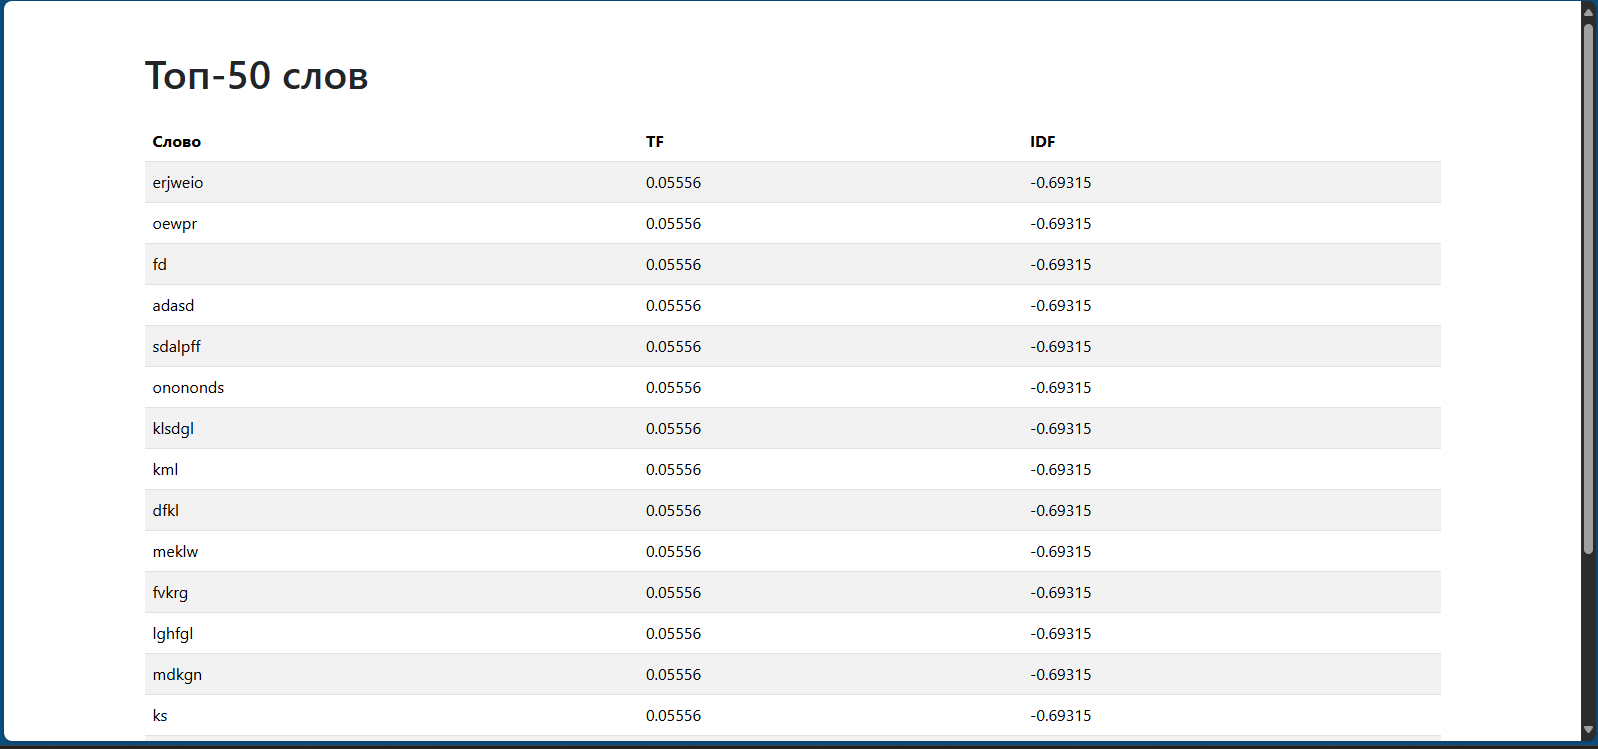 Топ-50 слов
Слово TF IDF
erjweio 0.05556 -0.69315
oewpr 0.05556 -0.69315
fd 0.05556 -0.69315
adasd 0.05556 -0.69315
sdalpff 0.05556 -0.69315
onononds 0.05556 -0.69315
klsdgl 0.05556 -0.69315
kml 0.05556 -0.69315
dfkl 0.05556 -0.69315
meklw 0.05556 -0.69315
fvkrg 0.05556 -0.69315
lghfgl 0.05556 -0.69315
mdkgn 0.05556 -0.69315
ks 0.05556 -0.69315